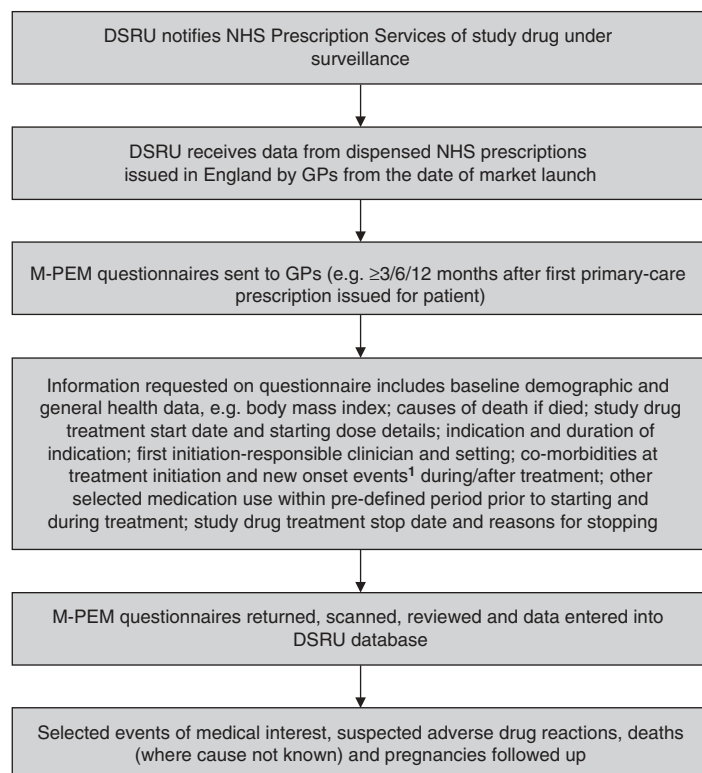 DSRU notifies NHS Prescription Services of study drug under
surveillance
DSRU receives data from dispensed NHS prescriptions
issued in England by GPs from the date of market launch
M-PEM questionnaires sent to GPs (e.g. ≥3/6/12 months after first primary-care
prescription issued for patient)
Information requested on questionnaire includes baseline demographic and
general health data, e.g. body mass index; causes of death if died; study drug
treatment start date and starting dose details; indication and duration of
indication; first initiation-responsible clinician and setting; co-morbidities at
treatment initiation and new onset events¹ during/after treatment; other
selected medication use within pre-defined period prior to starting and
during treatment; study drug treatment stop date and reasons for stopping
M-PEM questionnaires returned, scanned, reviewed and data entered into
DSRU database
Selected events of medical interest, suspected adverse drug reactions, deaths
(where cause not known) and pregnancies followed up